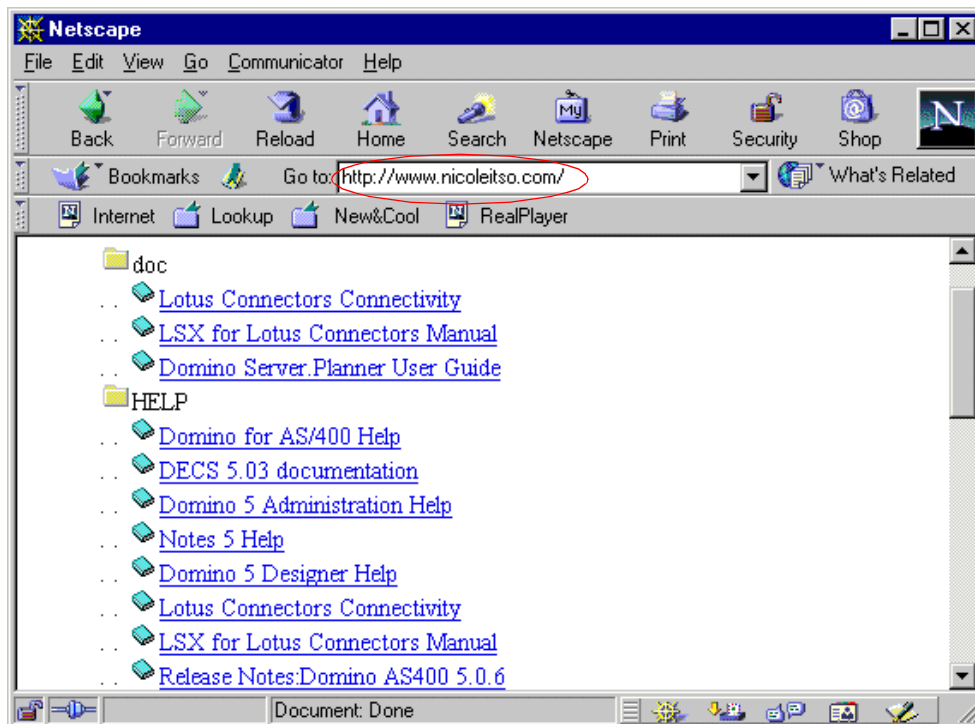 Netscape
File Edit View Go Communicator Help
Back Forward Reload Home Search Netscape Print Security Shop
My
N
Bookmarks Go to: http://www.nicoleitso.com/ What's Related
Internet Lookup New&Cool RealPlayer
doc
.. Lotus Connectors Connectivity
.. LSX for Lotus Connectors Manual
.. Domino Server.Planner User Guide
HELP
.. Domino for AS/400 Help
.. DECS 5.03 documentation
.. Domino 5 Administration Help
.. Notes 5 Help
.. Domino 5 Designer Help
.. Lotus Connectors Connectivity
.. LSX for Lotus Connectors Manual
.. Release Notes:Domino AS400 5.0.6
Document: Done